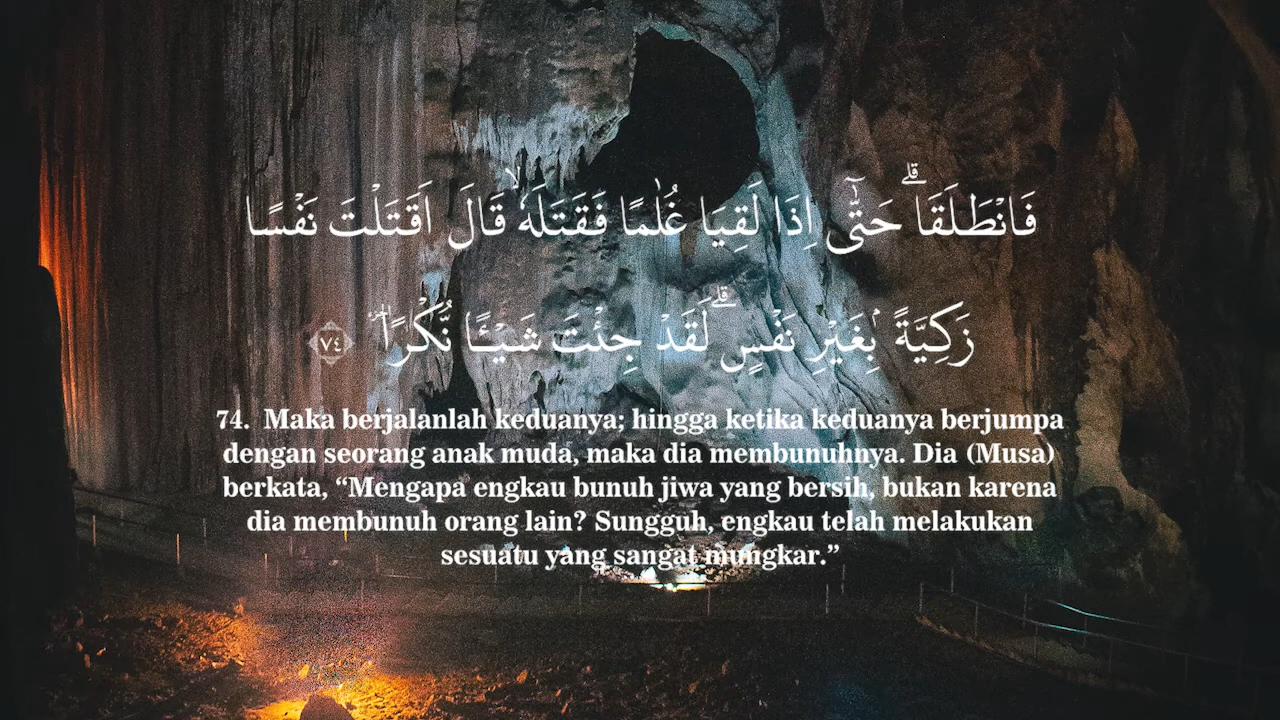 فَانْطَلَقَاۗ حَتّٰٓى اِذَا لَقِيَا غُلٰمًا فَقَتَلَهٗ ۙقَالَ اَقَتَلْتَ نَفْسًا
زَكِيَّةً ۢبِغَيْرِ نَفْسٍۗ لَقَدْ جِئْتَ شَيْـًٔا نُّكْرًا ۔ ٧٤
74. Maka berjalanlah keduanya; hingga ketika keduanya berjumpa
dengan seorang anak muda, maka dia membunuhnya. Dia (Musa)
berkata, “Mengapa engkau bunuh jiwa yang bersih, bukan karena
dia membunuh orang lain? Sungguh, engkau telah melakukan
sesuatu yang sangat mungkar.”